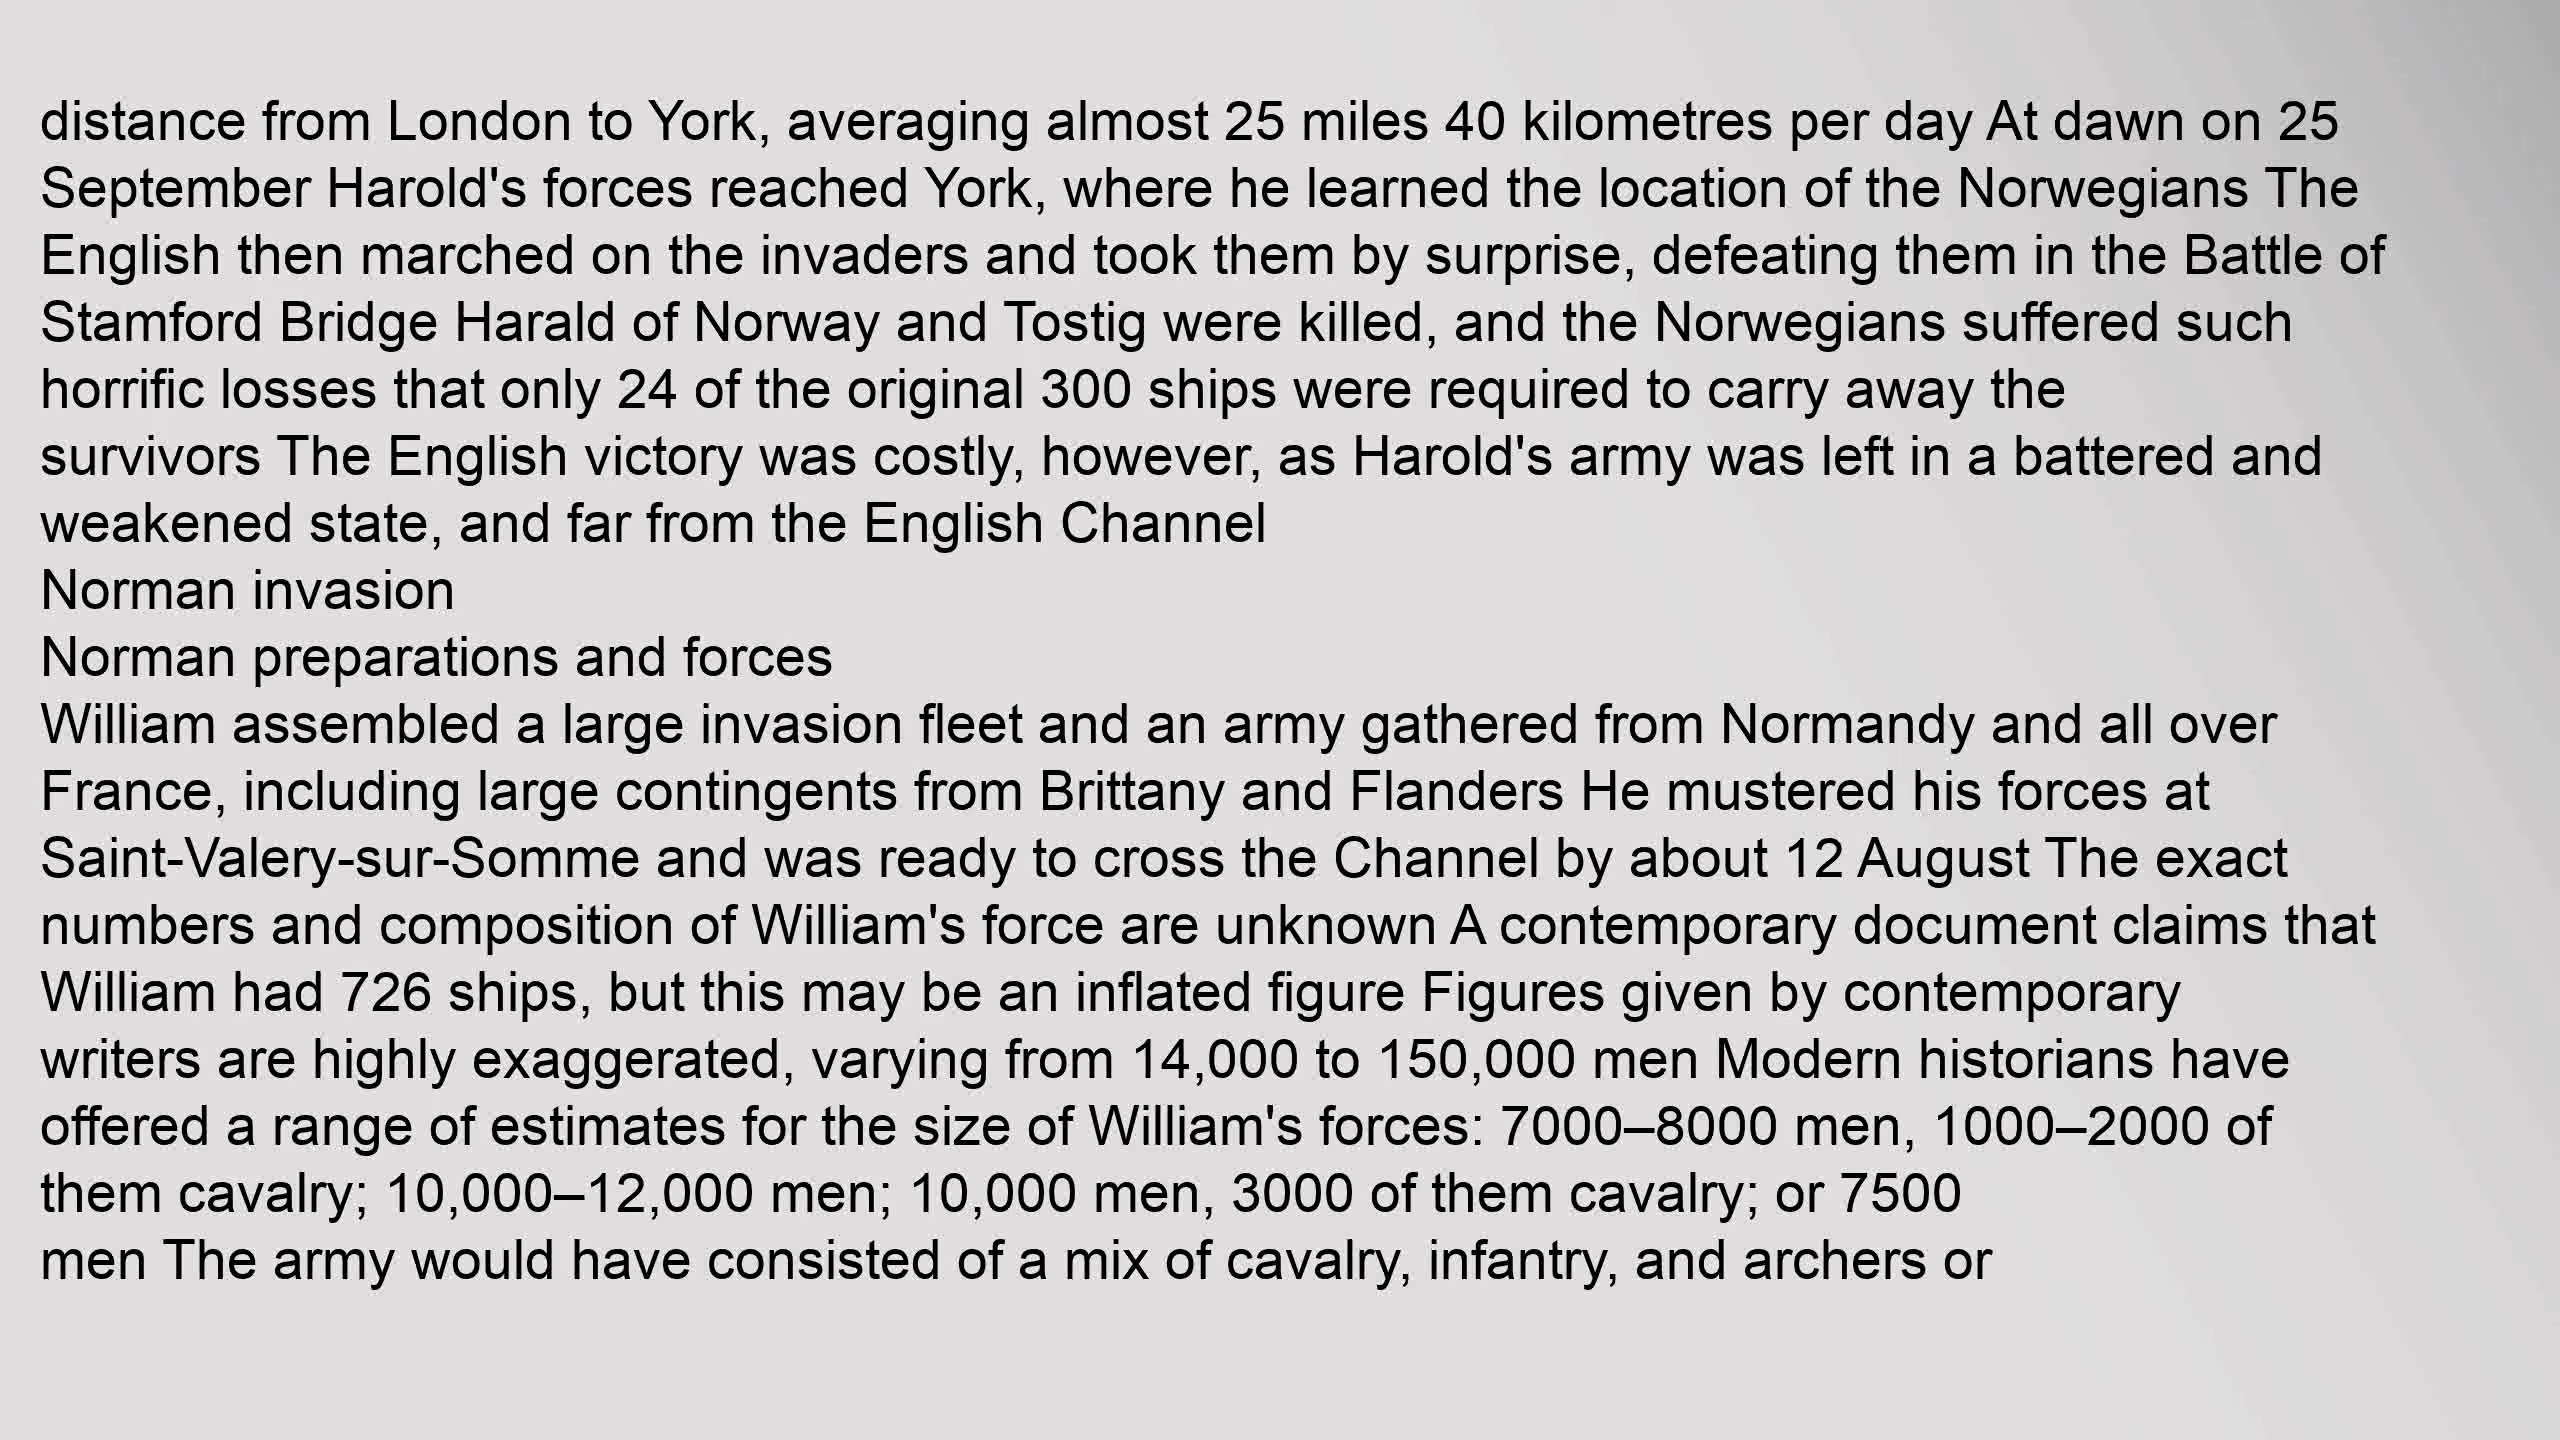 distance from London to York, averaging almost 25 miles 40 kilometres per day At dawn on 25
September Harold's forces reached York, where he learned the location of the Norwegians The
English then marched on the invaders and took them by surprise, defeating them in the Battle of
Stamford Bridge Harald of Norway and Tostig were killed, and the Norwegians suffered such
horrific losses that only 24 of the original 300 ships were required to carry away the
survivors The English victory was costly, however, as Harold's army was left in a battered and
weakened state, and far from the English Channel
Norman invasion
Norman preparations and forces
William assembled a large invasion fleet and an army gathered from Normandy and all over
France, including large contingents from Brittany and Flanders He mustered his forces at
Saint-Valery-sur-Somme and was ready to cross the Channel by about 12 August The exact
numbers and composition of William's force are unknown A contemporary document claims that
William had 726 ships, but this may be an inflated figure Figures given by contemporary
writers are highly exaggerated, varying from 14,000 to 150,000 men Modern historians have
offered a range of estimates for the size of William's forces: 7000–8000 men, 1000–2000 of
them cavalry; 10,000–12,000 men; 10,000 men, 3000 of them cavalry; or 7500
men The army would have consisted of a mix of cavalry, infantry, and archers or